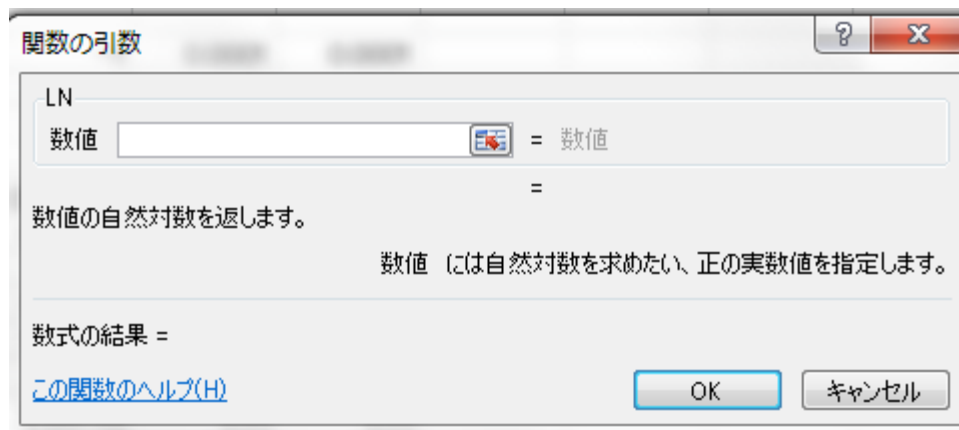 関数の引数
LN
数値 = 数値
=
数値の自然対数を返します。
数値 には自然対数を求めたい、正の実数値を指定します。
数式の結果 =
この関数のヘルプ(H)
OK キャンセル